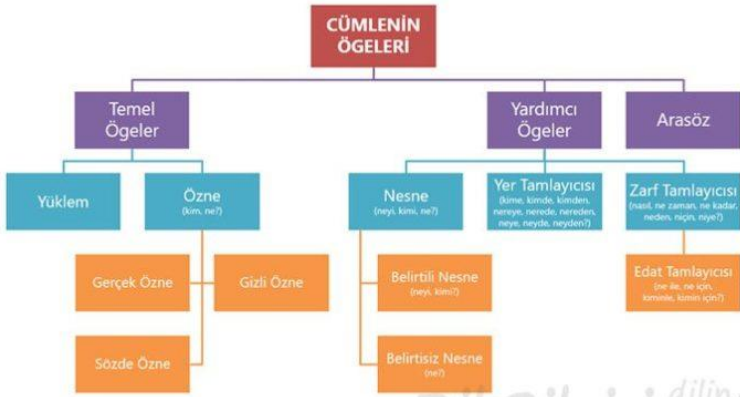 CÜMLENİN
ÖGELERİ
Temel
Ögeler
Yardımcı
Ögeler
Arasöz
Yüklem
Özne
(kim, ne?)
Nesne
(neyi, kimi, ne?)
Yer Tamlayıcısı
(kime, kimde, kimden,
nereye, nerede, nereden,
neye, neyde, neyden?)
Zarf Tamlayıcısı
(nasıl, ne zaman, ne kadar,
neden, niçin, niye?)
Gerçek Özne
Gizli Özne
Belirtili Nesne
(neyi, kimi?)
Edat Tamlayıcısı
(ne ile, ne için,
kiminle, kimin için?)
Sözde Özne
Belirtisiz Nesne
(ne?)